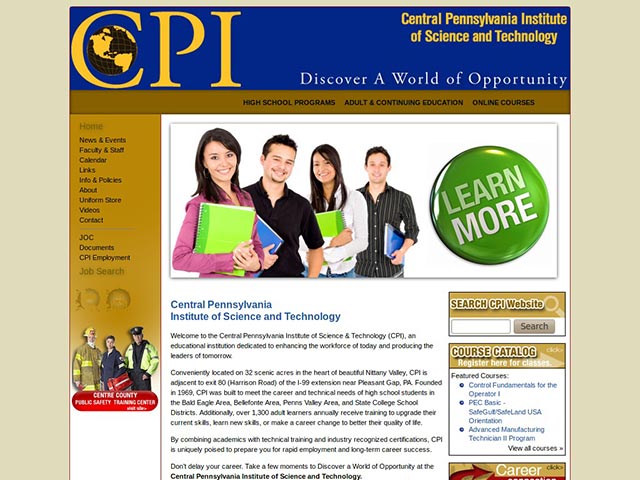 CPI
Central Pennsylvania Institute
of Science and Technology
Discover A World of Opportunity
HIGH SCHOOL PROGRAMS ADULT & CONTINUING EDUCATION ONLINE COURSES
Home
News & Events
Faculty & Staff
Calendar
Links
Info & Policies
About
Uniform Store
Videos
Contact
JOC
Documents
CPI Employment
Job Search
CENTRE COUNTY
PUBLIC SAFETY TRAINING CENTER
visit site>
LEARN
MORE
Central Pennsylvania
Institute of Science and Technology
Welcome to the Central Pennsylvania Institute of Science & Technology (CPI), an
educational institution dedicated to enhancing the workforce of today and producing the
leaders of tomorrow.
Conveniently located on 32 scenic acres in the heart of beautiful Nittany Valley, CPI is
adjacent to exit 80 (Harrison Road) of the I-99 extension near Pleasant Gap, PA. Founded
in 1969, CPI was built to meet the career and technical needs of high school students in
the Bald Eagle Area, Bellefonte Area, Penns Valley Area, and State College School
Districts. Additionally, over 1,300 adult learners annually receive training to upgrade their
current skills, learn new skills, or make a career change to better their quality of life.
By combining academics with technical training and industry recognized certifications, CPI
is uniquely poised to prepare you for rapid employment and long-term career success.
Don't delay your career. Take a few moments to Discover a World of Opportunity at the
Central Pennsylvania Institute of Science and Technology.
SEARCH CPI Website
Search
COURSE CATALOG click>
Register here for classes.
Featured Courses:
Control Fundamentals for the
Operator I
PEC Basic -
SafeGulf/SafeLand USA
Orientation
Advanced Manufacturing
Technician II Program
View all courses »
Career click>